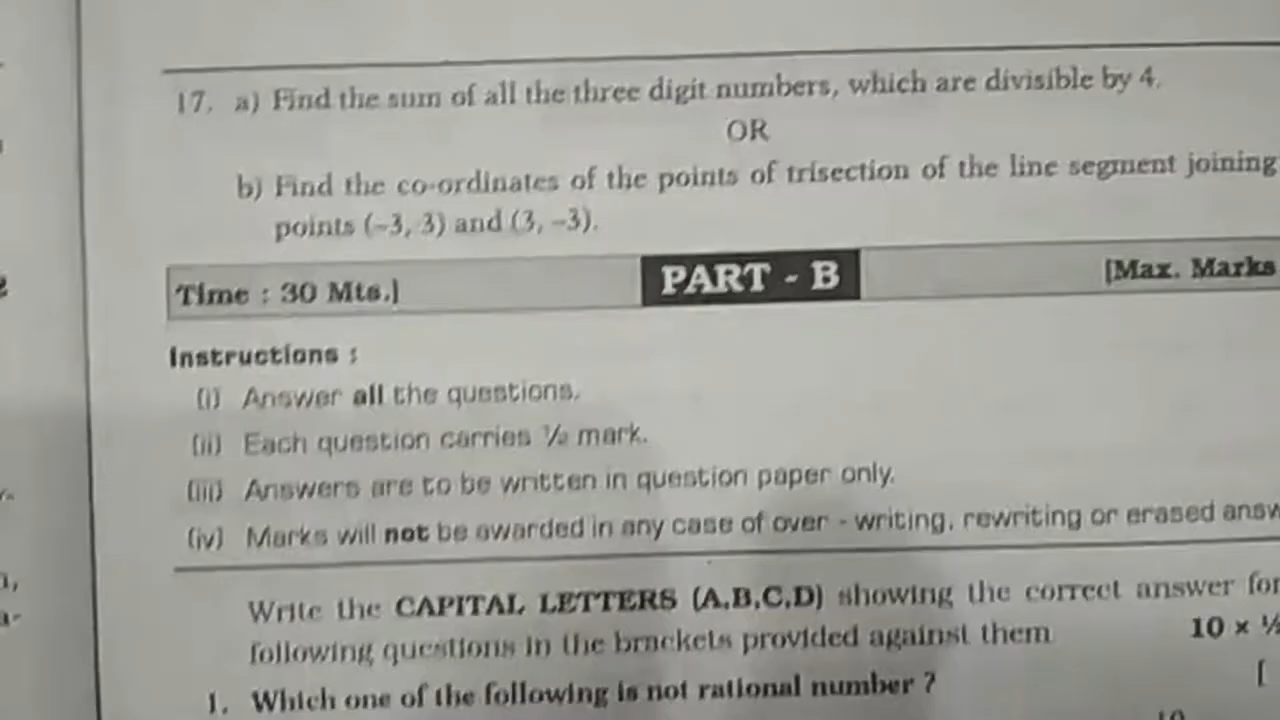 17. a) Find the sum of all the three digit numbers, which are divisible by 4.
OR
b) Find the co-ordinates of the points of trisection of the line segment joining
points (-3, 3) and (3, -3).
Time : 30 Mts.]
PART - B
[Max. Marks
Instructions :
(i) Answer all the questions.
(ii) Each question carries ½ mark.
(iii) Answers are to be written in question paper only.
(iv) Marks will not be awarded in any case of over - writing, rewriting or erased answ
Write the CAPITAL LETTERS (A,B,C,D) showing the correct answer for
following questions in the brackets provided against them
10 × ½
1. Which one of the following is not rational number ? [